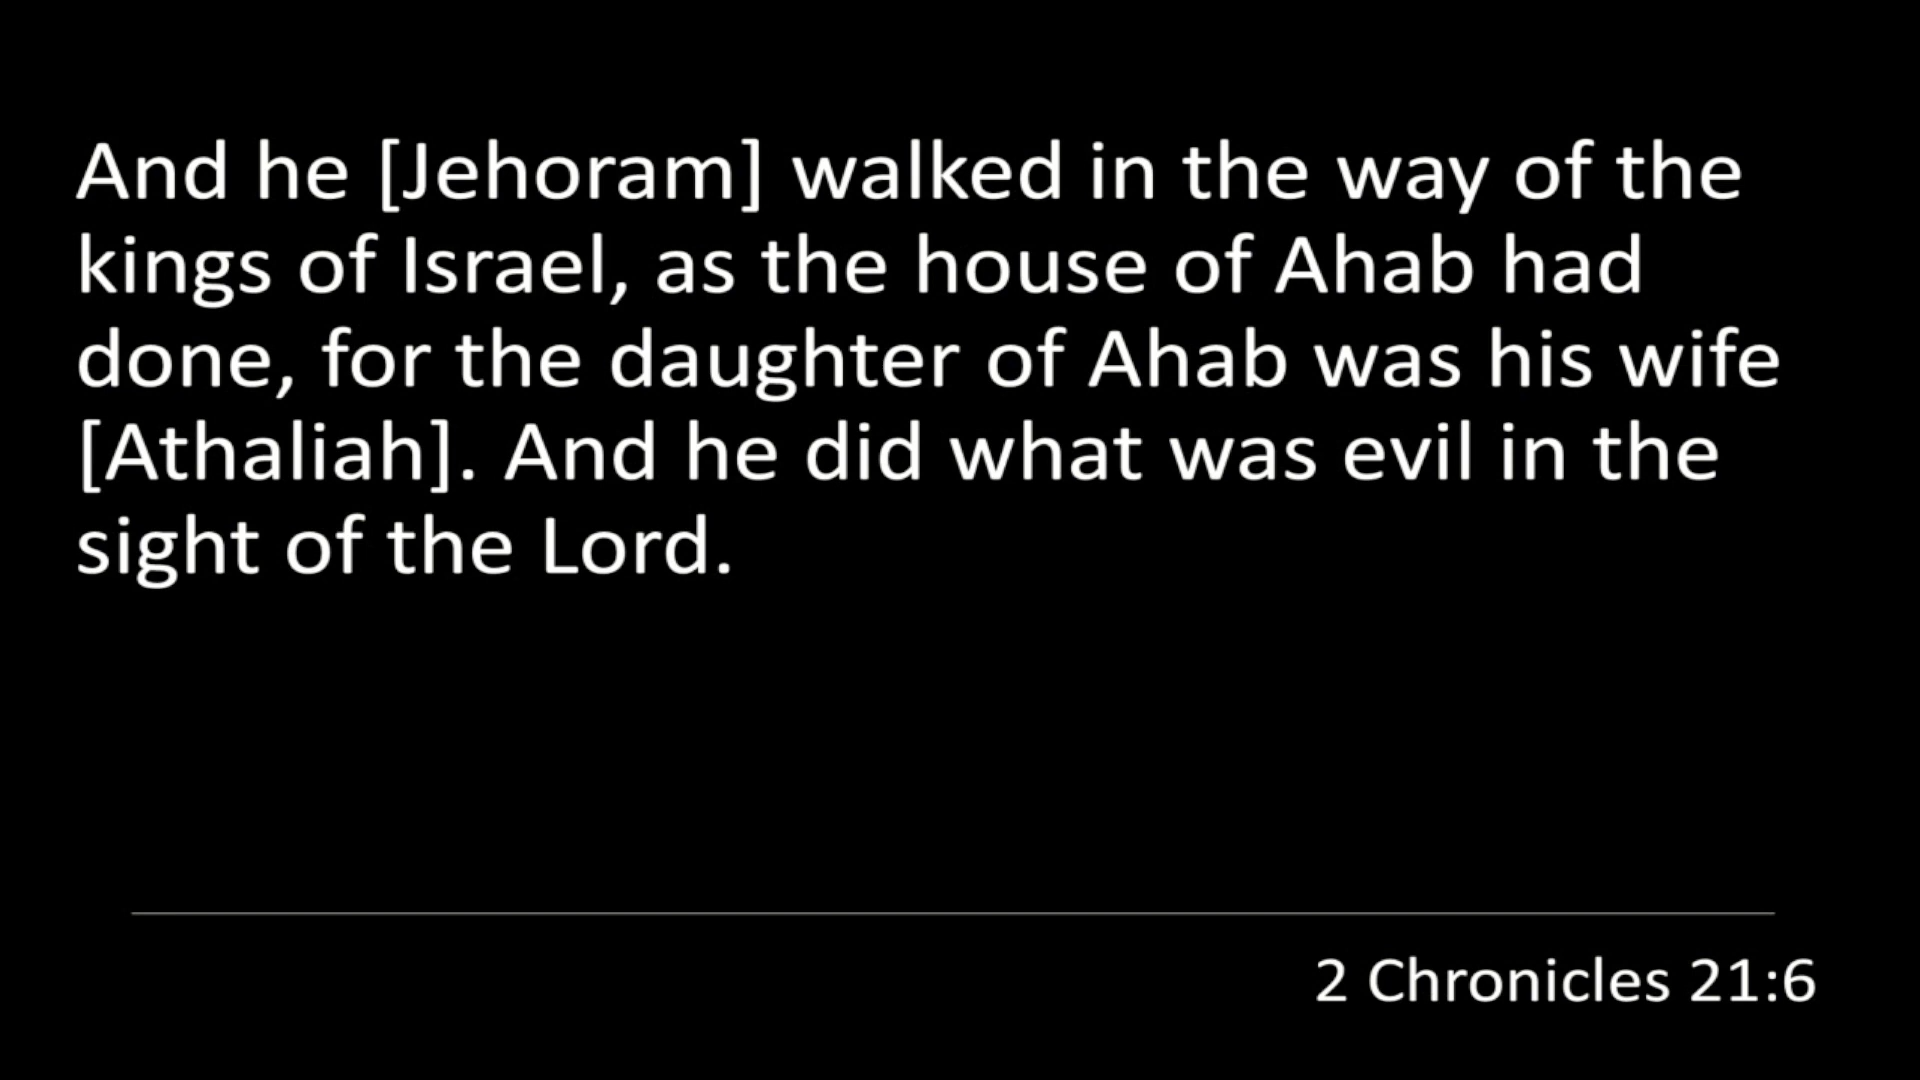 And he [Jehoram] walked in the way of the
kings of Israel, as the house of Ahab had
done, for the daughter of Ahab was his wife
[Athaliah]. And he did what was evil in the
sight of the Lord.
2 Chronicles 21:6